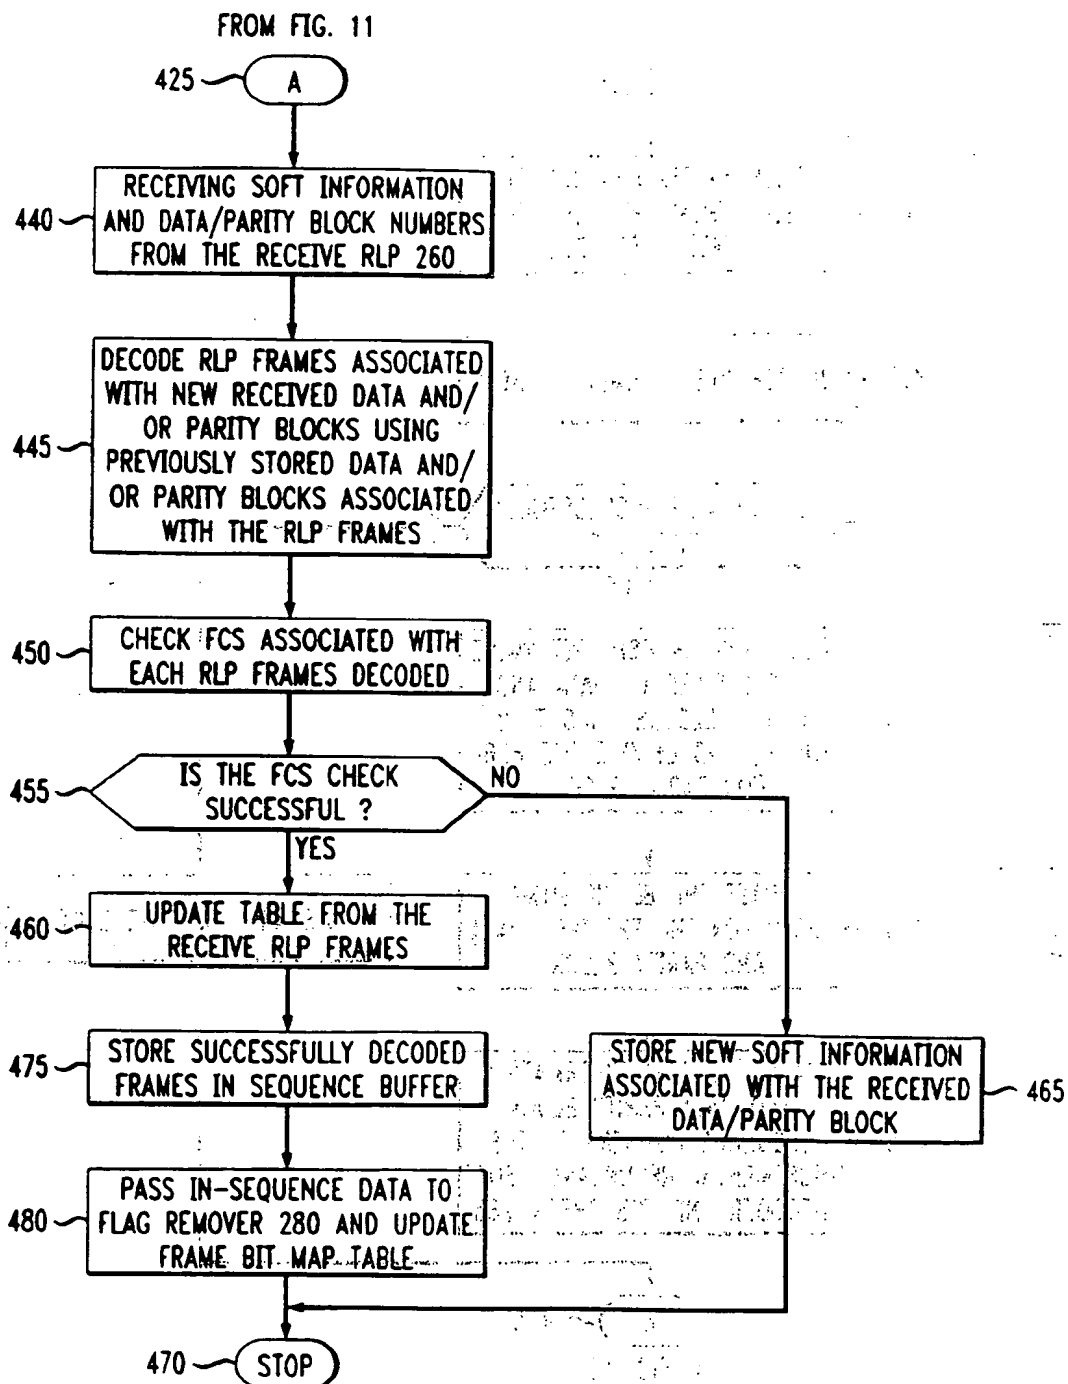 FROM FIG. 11
425
A
440
RECEIVING SOFT INFORMATION
AND DATA/PARITY BLOCK NUMBERS
FROM THE RECEIVE RLP 260
445
DECODE RLP FRAMES ASSOCIATED
WITH NEW RECEIVED DATA AND/
OR PARITY BLOCKS USING
PREVIOUSLY STORED DATA AND/
OR PARITY BLOCKS ASSOCIATED
WITH THE RLP FRAMES
450
CHECK FCS ASSOCIATED WITH
EACH RLP FRAMES DECODED
455
IS THE FCS CHECK
SUCCESSFUL ?
NO
YES
460
UPDATE TABLE FROM THE
RECEIVE RLP FRAMES
475
STORE SUCCESSFULLY DECODED
FRAMES IN SEQUENCE BUFFER
STORE NEW SOFT INFORMATION
ASSOCIATED WITH THE RECEIVED
DATA/PARITY BLOCK
465
480
PASS IN-SEQUENCE DATA TO
FLAG REMOVER 280 AND UPDATE
FRAME BIT MAP TABLE
470
STOP